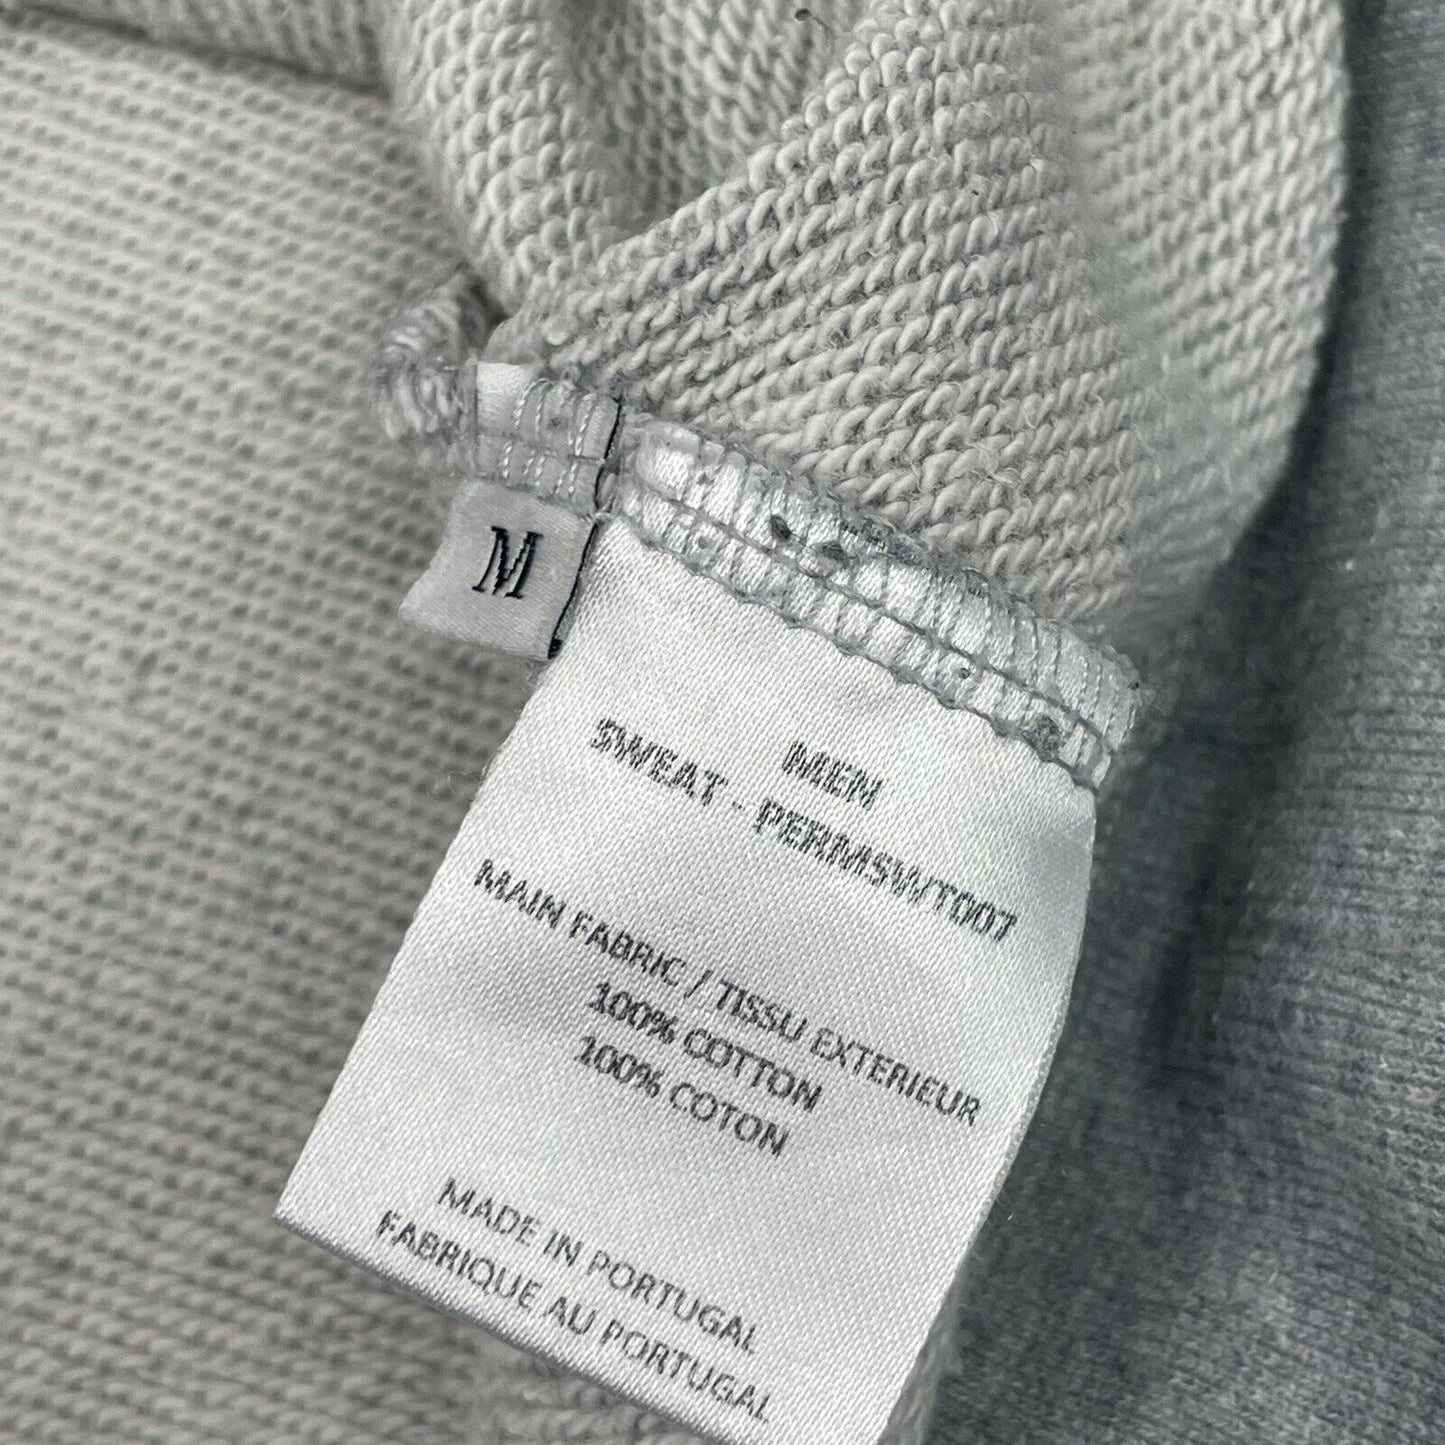 M
MEN
SWEAT - PERMSWT007
MAIN FABRIC / TISSU EXTERIEUR
100% COTTON
100% COTON
MADE IN PORTUGAL
FABRIQUE AU PORTUGAL